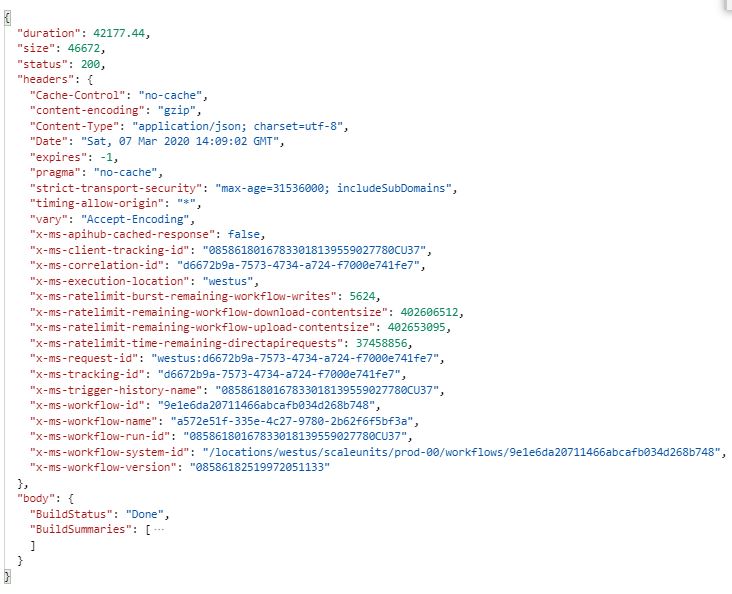 {
"duration": 42177.44,
"size": 46672,
"status": 200,
"headers": {
"Cache-Control": "no-cache",
"content-encoding": "gzip",
"Content-Type": "application/json; charset=utf-8",
"Date": "Sat, 07 Mar 2020 14:09:02 GMT",
"expires": -1,
"pragma": "no-cache",
"strict-transport-security": "max-age=31536000; includeSubDomains",
"timing-allow-origin": "*",
"vary": "Accept-Encoding",
"x-ms-apihub-cached-response": false,
"x-ms-client-tracking-id": "08586180167833018139559027780CU37",
"x-ms-correlation-id": "d6672b9a-7573-4734-a724-f7000e741fe7",
"x-ms-execution-location": "westus",
"x-ms-ratelimit-burst-remaining-workflow-writes": 5624,
"x-ms-ratelimit-remaining-workflow-download-contentsize": 402606512,
"x-ms-ratelimit-remaining-workflow-upload-contentsize": 402653095,
"x-ms-ratelimit-time-remaining-directapirequests": 37458856,
"x-ms-request-id": "westus:d6672b9a-7573-4734-a724-f7000e741fe7",
"x-ms-tracking-id": "d6672b9a-7573-4734-a724-f7000e741fe7",
"x-ms-trigger-history-name": "08586180167833018139559027780CU37",
"x-ms-workflow-id": "9e1e6da20711466abcafb034d268b748",
"x-ms-workflow-name": "a572e51f-335e-4c27-9780-2b62f6f5bf3a",
"x-ms-workflow-run-id": "08586180167833018139559027780CU37",
"x-ms-workflow-system-id": "/locations/westus/scaleunits/prod-00/workflows/9e1e6da20711466abcafb034d268b748",
"x-ms-workflow-version": "08586182519972051133"
},
"body": {
"BuildStatus": "Done",
"BuildSummaries": [ ···
]
}
}